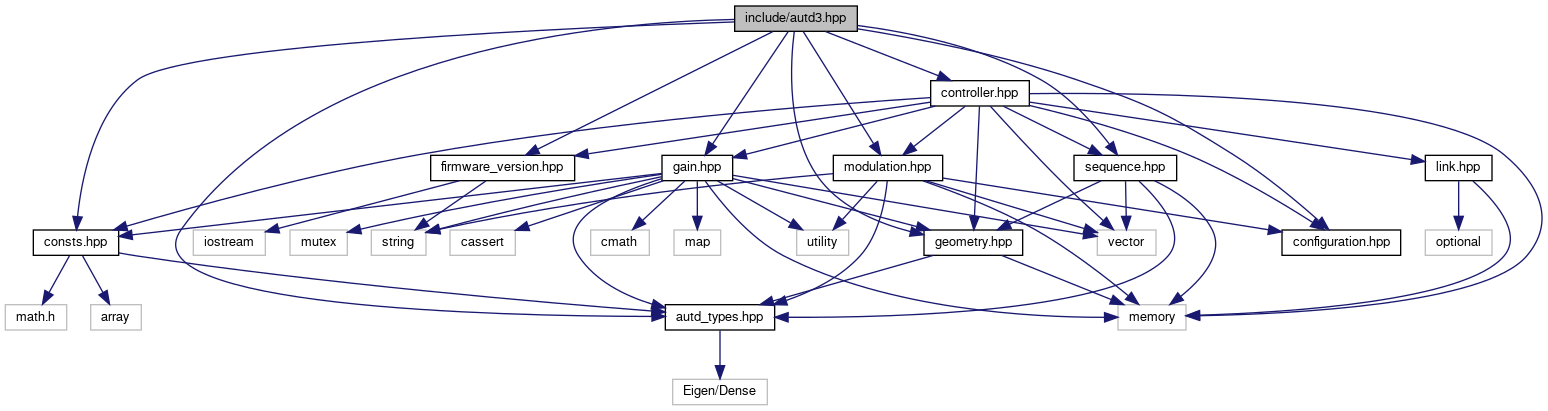 include/autd3.hpp
controller.hpp
firmware_version.hpp
gain.hpp
modulation.hpp
sequence.hpp
link.hpp
consts.hpp
iostream
mutex
string
cassert
cmath
map
utility
geometry.hpp
vector
configuration.hpp
optional
math.h
array
autd_types.hpp
memory
Eigen/Dense